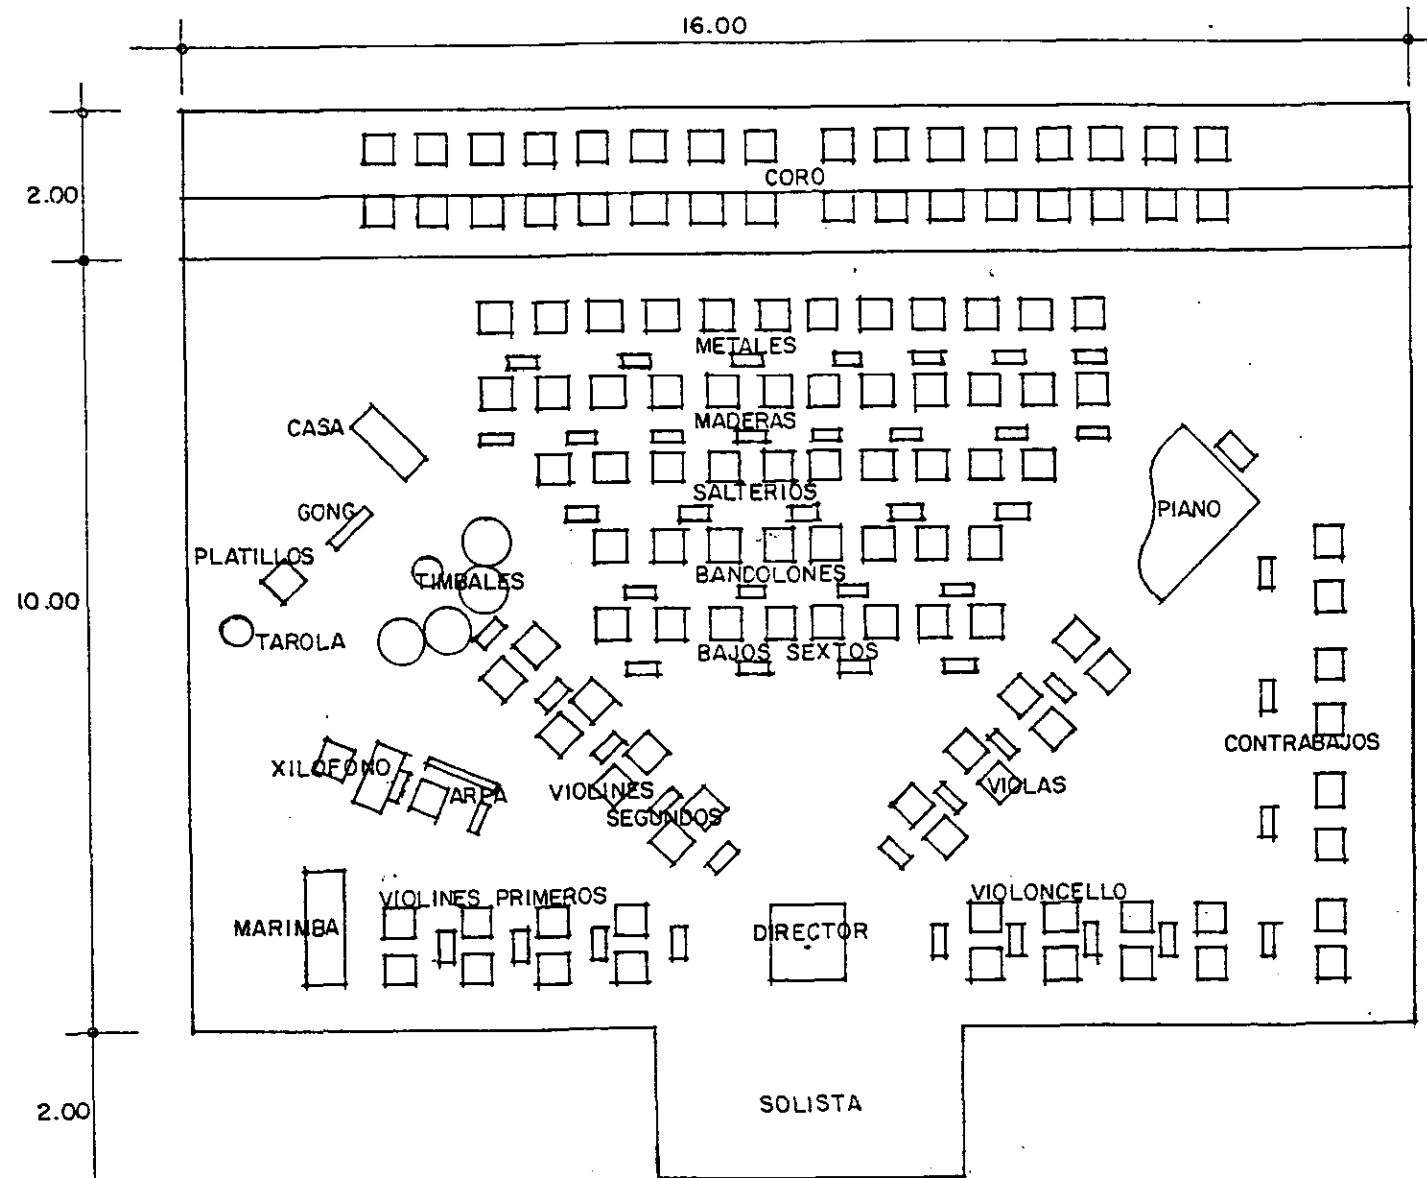 16.00
2.00
CORO
METALES
MADERAS
CASA
SALTERIOS
GONG
PIANO
PLATILLOS
TIMBALES
BANDOLONES
10.00
TAROLA
BAJOS SEXTOS
CONTRABAJOS
XILOFONO
ARPA
VIOLINES
SEGUNDOS
VIOLAS
VIOLINES PRIMEROS
VIOLONCELLO
MARIMBA
DIRECTOR
2.00
SOLISTA